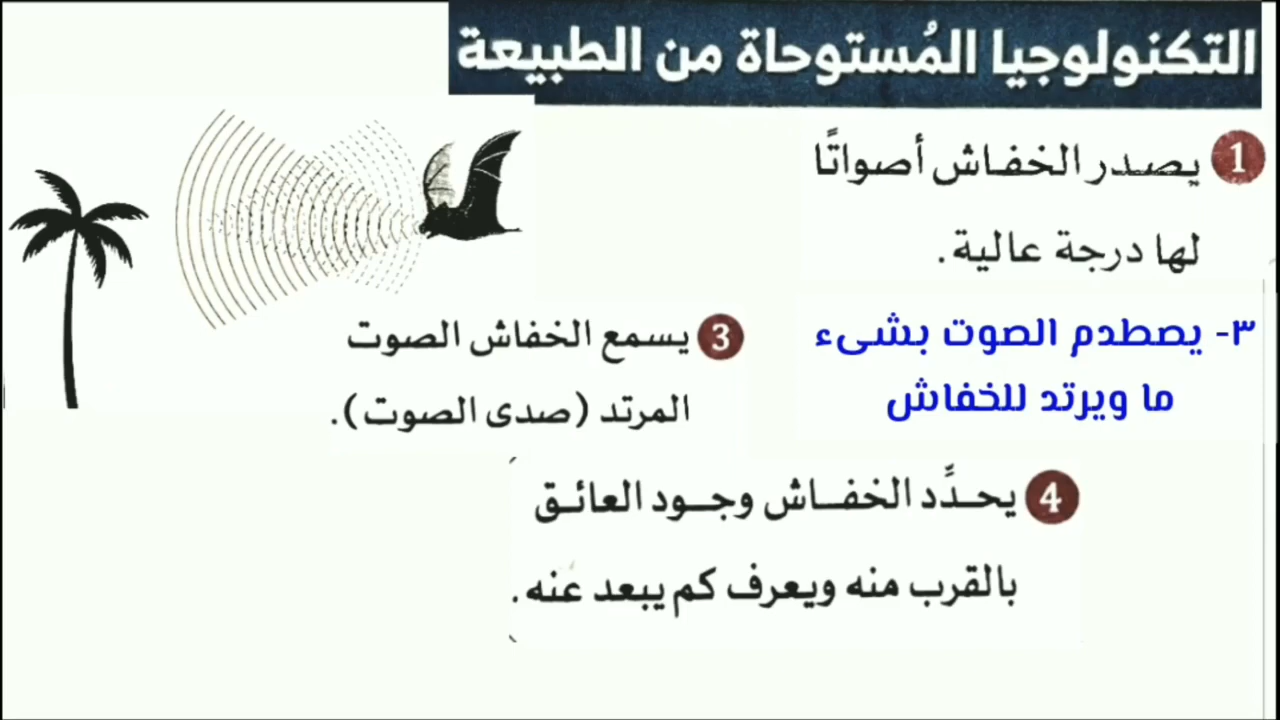 التكنولوجيا المُستوحاة من الطبيعة
1 يصدر الخفاش أصواتًا
لها درجة عالية.
٣- يصطدم الصوت بشىء
ما ويرتد للخفاش
3 يسمع الخفاش الصوت
المرتد (صدى الصوت).
4 يحدِّد الخفاش وجود العائق
بالقرب منه ويعرف كم يبعد عنه.